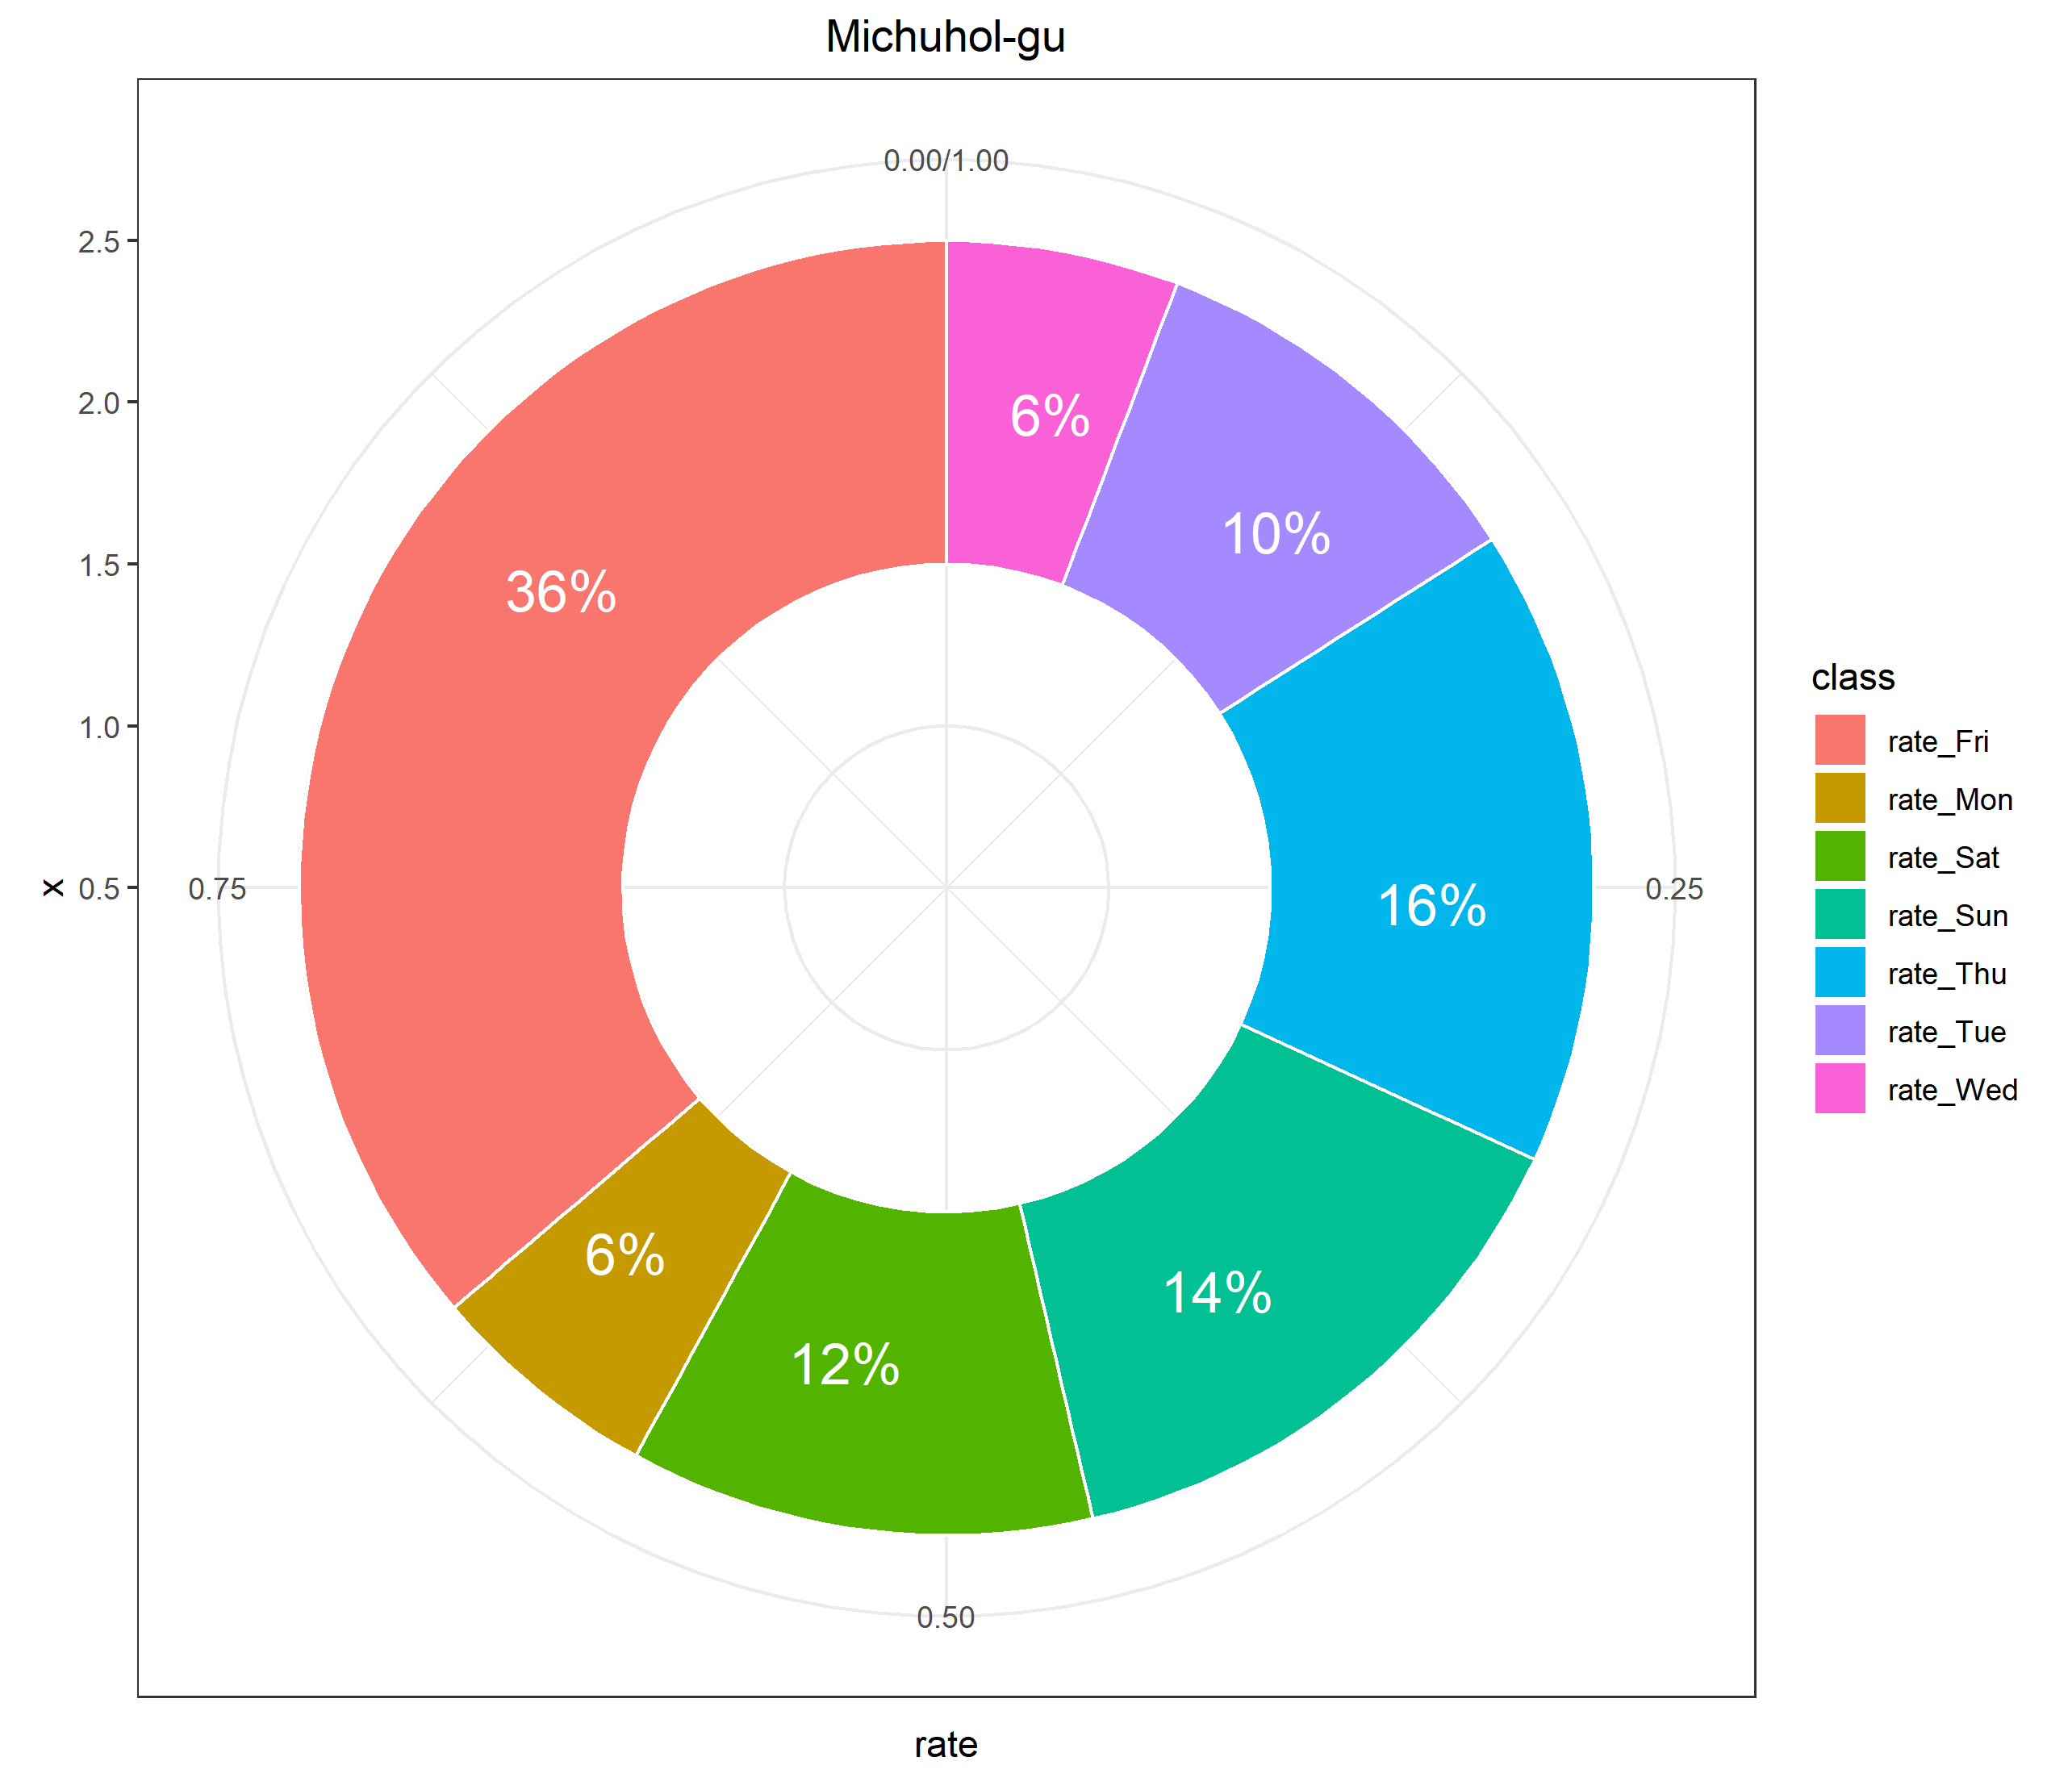 Michuhol-gu
0.00/1.00
2.5
2.0
1.5
1.0
0.5
x
0.75
0.25
0.50
6%
10%
36%
16%
6%
14%
12%
rate
class
rate_Fri
rate_Mon
rate_Sat
rate_Sun
rate_Thu
rate_Tue
rate_Wed